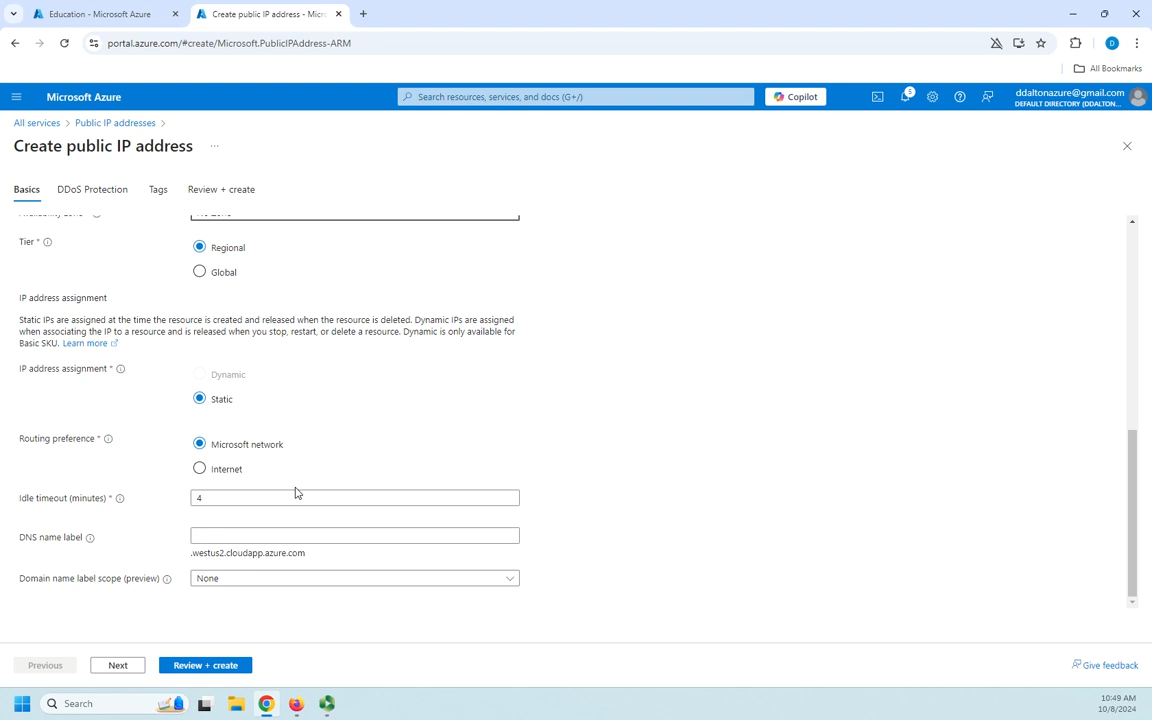 Education - Microsoft Azure
Create public IP address - Micr
portal.azure.com/#create/Microsoft.PublicIPAddress-ARM
D
All Bookmarks
Microsoft Azure
Search resources, services, and docs (G+/)
Copilot
5
ddaltonazure@gmail.com
DEFAULT DIRECTORY (DDALTON...
All services > Public IP addresses >
Create public IP address ...
Basics
DDoS Protection
Tags
Review + create
Tier *
Regional
Global
IP address assignment
Static IPs are assigned at the time the resource is created and released when the resource is deleted. Dynamic IPs are assigned
when associating the IP to a resource and is released when you stop, restart, or delete a resource. Dynamic is only available for
Basic SKU. Learn more
IP address assignment *
Dynamic
Static
Routing preference *
Microsoft network
Internet
Idle timeout (minutes) *
4
DNS name label
.westus2.cloudapp.azure.com
Domain name label scope (preview)
None
Previous
Next
Review + create
Give feedback
Search
10:49 AM
10/8/2024